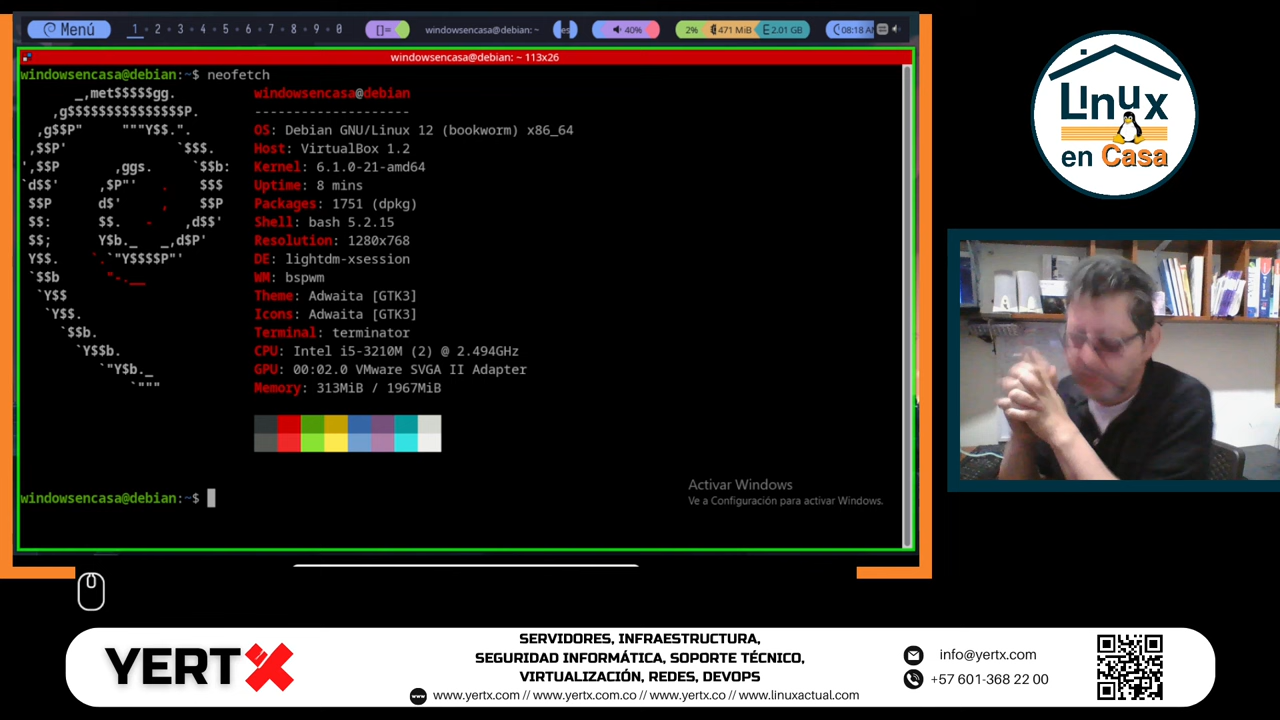 Menú
1 2 3 4 5 6 7 8 9 0
[]=
windowsencasa@debian: ~
es
40%
2%
471 MiB
2.01 GB
08:18 AM
windowsencasa@debian: ~ 113x26
windowsencasa@debian:~$ neofetch
_,met$$$$$gg.
,g$$$$$$$$$$$$$$$P.
,g$$P"     """Y$$.".
,$$P'              `$$$.
',$$P       ,ggs.     `$$b:
`d$$'     ,$P"'   .    $$$
$$P      d$'     ,    $$P
$$:      $$.   -    ,d$$'
$$;      Y$b._   _,d$P'
Y$$.    `.`"Y$$$$P"'
`$$b      "-.__
`Y$$
`Y$$.
`$$b.
`Y$$b.
`"Y$b._
`"""
windowsencasa@debian
--------------------
OS: Debian GNU/Linux 12 (bookworm) x86_64
Host: VirtualBox 1.2
Kernel: 6.1.0-21-amd64
Uptime: 8 mins
Packages: 1751 (dpkg)
Shell: bash 5.2.15
Resolution: 1280x768
DE: lightdm-xsession
WM: bspwm
Theme: Adwaita [GTK3]
Icons: Adwaita [GTK3]
Terminal: terminator
CPU: Intel i5-3210M (2) @ 2.494GHz
GPU: 00:02.0 VMware SVGA II Adapter
Memory: 313MiB / 1967MiB
windowsencasa@debian:~$
Activar Windows
Ve a Configuración para activar Windows.
Linux
en Casa
YERTX
SERVIDORES, INFRAESTRUCTURA,
SEGURIDAD INFORMÁTICA, SOPORTE TÉCNICO,
VIRTUALIZACIÓN, REDES, DEVOPS
www.yertx.com // www.yertx.com.co // www.yertx.co // www.linuxactual.com
info@yertx.com
+57 601-368 22 00